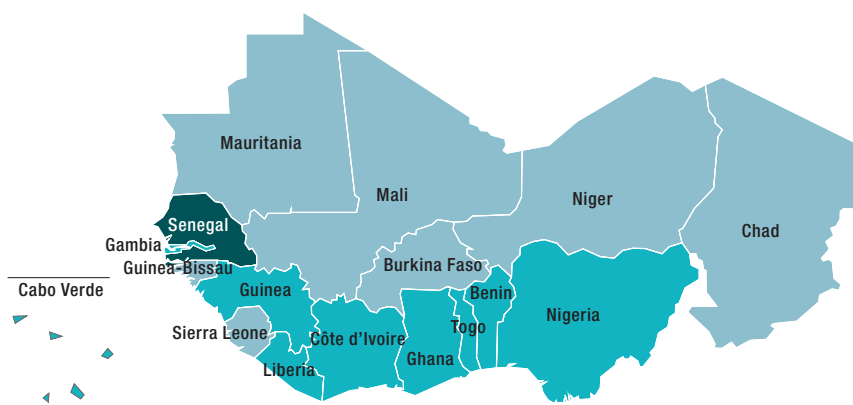 Mauritania
Mali
Niger
Chad
Senegal
Gambia
Guinea-Bissau
Burkina Faso
Cabo Verde
Guinea
Benin
Nigeria
Sierra Leone
Côte d'Ivoire
Togo
Ghana
Liberia